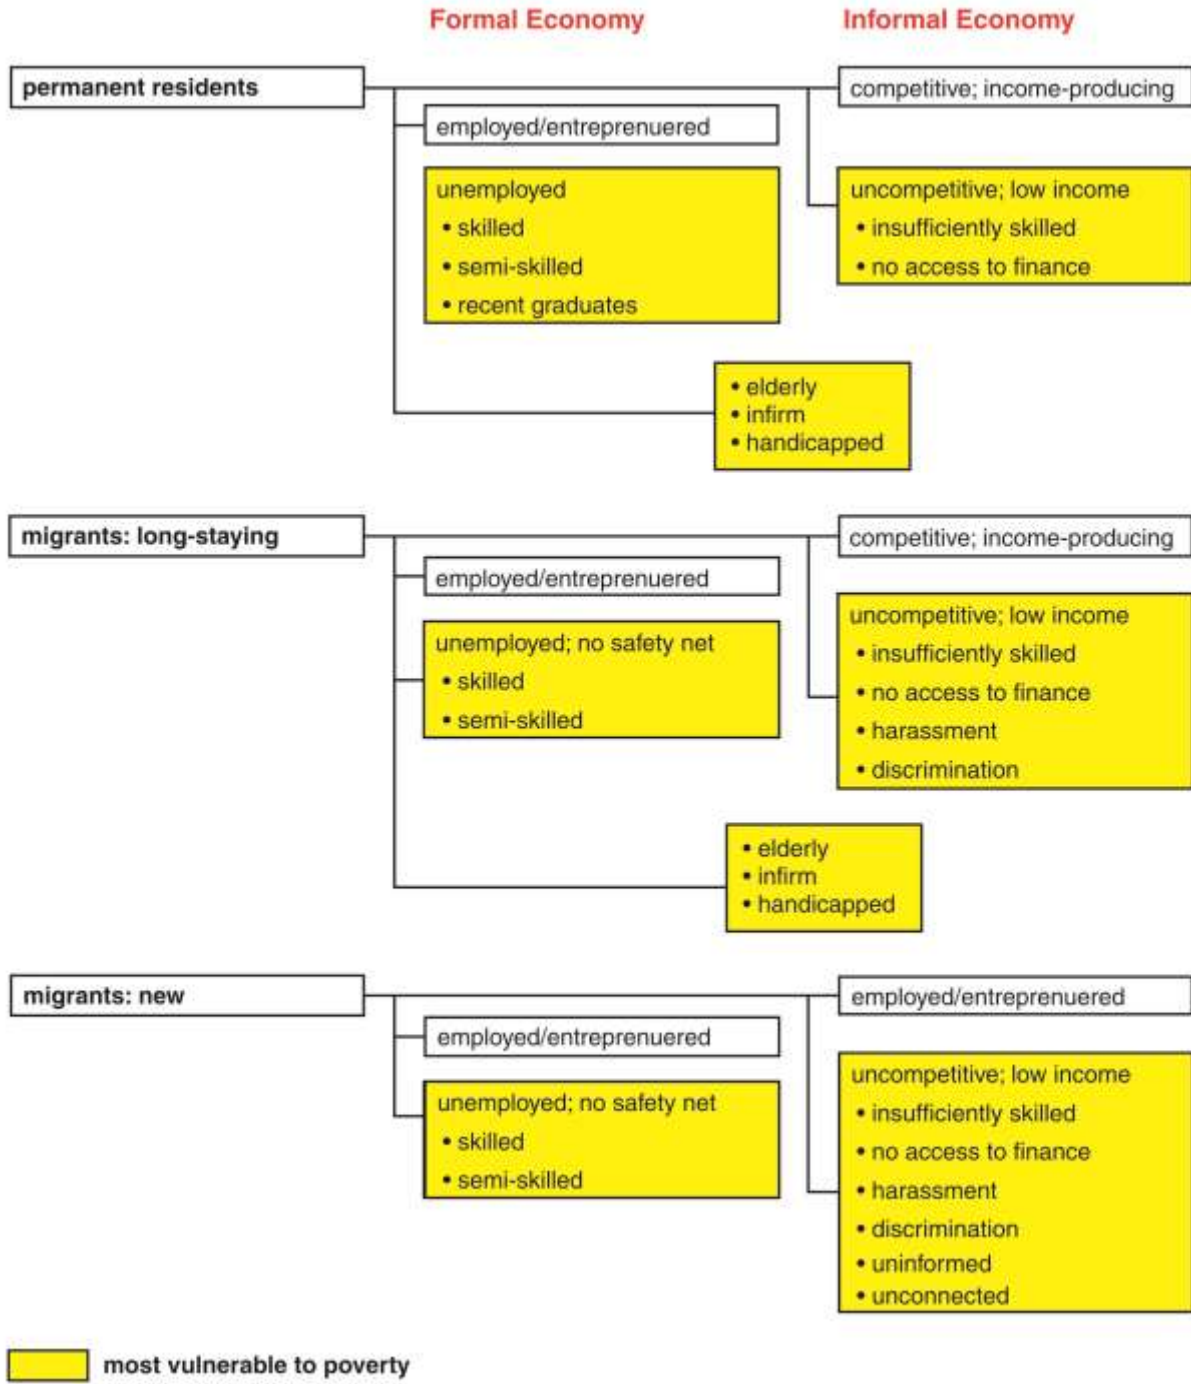 Formal Economy
Informal Economy
permanent residents
competitive; income-producing
employed/entreprenuered
unemployed
• skilled
• semi-skilled
• recent graduates
uncompetitive; low income
• insufficiently skilled
• no access to finance
• elderly
• infirm
• handicapped
migrants: long-staying
competitive; income-producing
employed/entreprenuered
unemployed; no safety net
• skilled
• semi-skilled
uncompetitive; low income
• insufficiently skilled
• no access to finance
• harassment
• discrimination
• elderly
• infirm
• handicapped
migrants: new
employed/entreprenuered
employed/entreprenuered
unemployed; no safety net
• skilled
• semi-skilled
uncompetitive; low income
• insufficiently skilled
• no access to finance
• harassment
• discrimination
• uninformed
• unconnected
most vulnerable to poverty